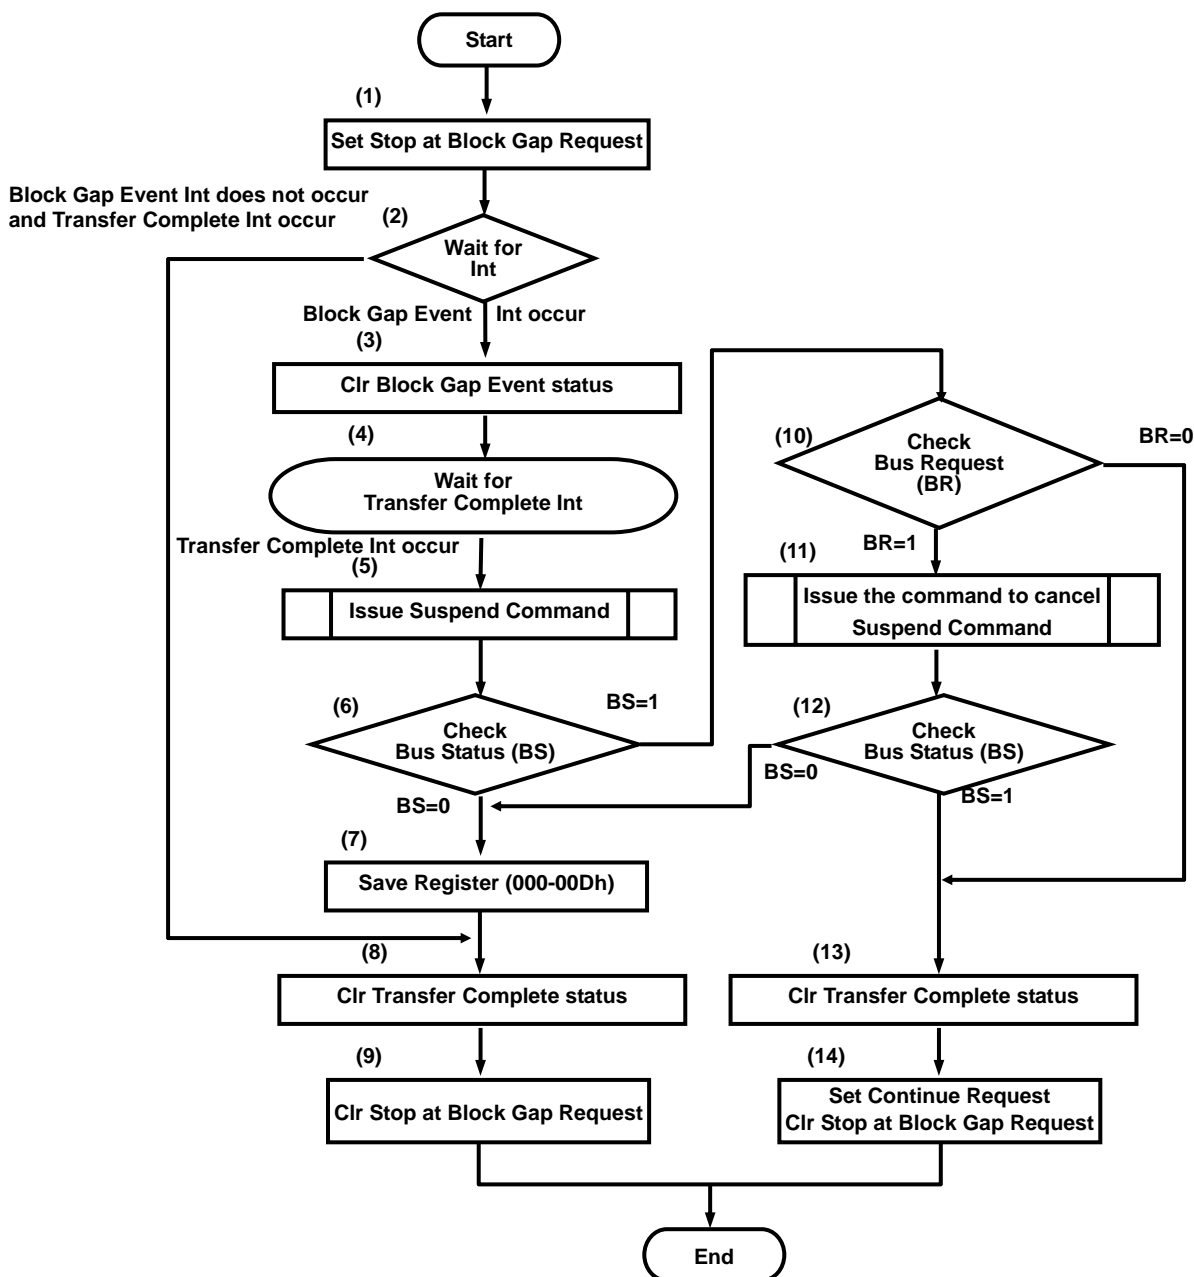 Start
(1)
Set Stop at Block Gap Request
Block Gap Event Int does not occur
and Transfer Complete Int occur
(2)
Wait for
Int
Block Gap Event Int occur
(3)
Clr Block Gap Event status
(4)
Wait for
Transfer Complete Int
Transfer Complete Int occur
(5)
Issue Suspend Command
(6)
Check
Bus Status (BS)
BS=1
BS=0
(7)
Save Register (000-00Dh)
(8)
Clr Transfer Complete status
(9)
Clr Stop at Block Gap Request
(10)
Check
Bus Request
(BR)
BR=0
BR=1
(11)
Issue the command to cancel
Suspend Command
(12)
Check
Bus Status (BS)
BS=0
BS=1
(13)
Clr Transfer Complete status
(14)
Set Continue Request
Clr Stop at Block Gap Request
End